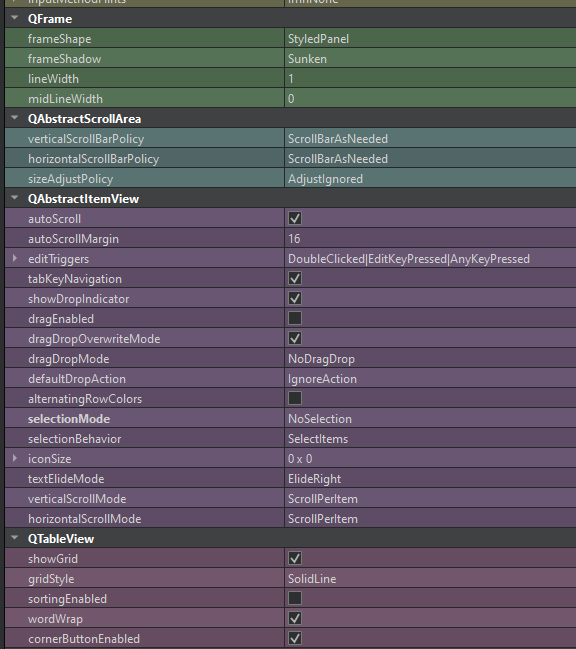 inputMethodHints ImhNone
QFrame
frameShape StyledPanel
frameShadow Sunken
lineWidth 1
midLineWidth 0
QAbstractScrollArea
verticalScrollBarPolicy ScrollBarAsNeeded
horizontalScrollBarPolicy ScrollBarAsNeeded
sizeAdjustPolicy AdjustIgnored
QAbstractItemView
autoScroll
autoScrollMargin 16
editTriggers DoubleClicked|EditKeyPressed|AnyKeyPressed
tabKeyNavigation
showDropIndicator
dragEnabled
dragDropOverwriteMode
dragDropMode NoDragDrop
defaultDropAction IgnoreAction
alternatingRowColors
selectionMode NoSelection
selectionBehavior SelectItems
iconSize 0 x 0
textElideMode ElideRight
verticalScrollMode ScrollPerItem
horizontalScrollMode ScrollPerItem
QTableView
showGrid
gridStyle SolidLine
sortingEnabled
wordWrap
cornerButtonEnabled